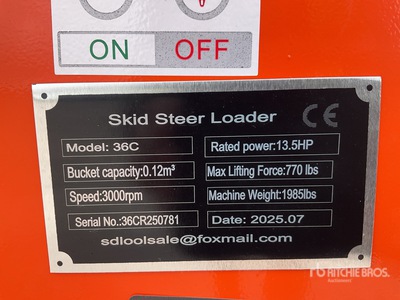 ON OFF
Skid Steer Loader CE
Model: 36C Rated power:13.5HP
Bucket capacity:0.12m³ Max Lifting Force:770 lbs
Speed:3000rpm Machine Weight:1985lbs
Serial No.:36CR250781 Date: 2025.07
sdloolsale@foxmail.com
RITCHIE BROS.
Auctioneers